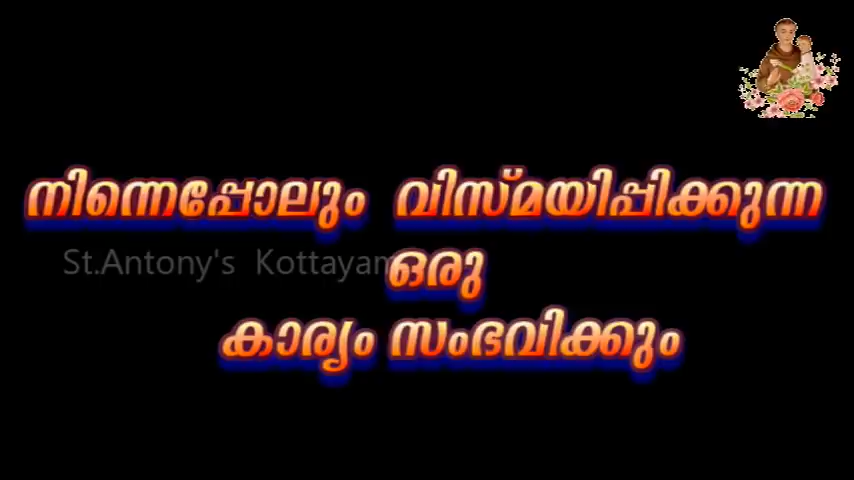 നിന്നെപ്പോലും വിസ്മയിപ്പിക്കുന്ന
St.Antony's Kottayam
ഒരു
കാര്യം സംഭവിക്കും